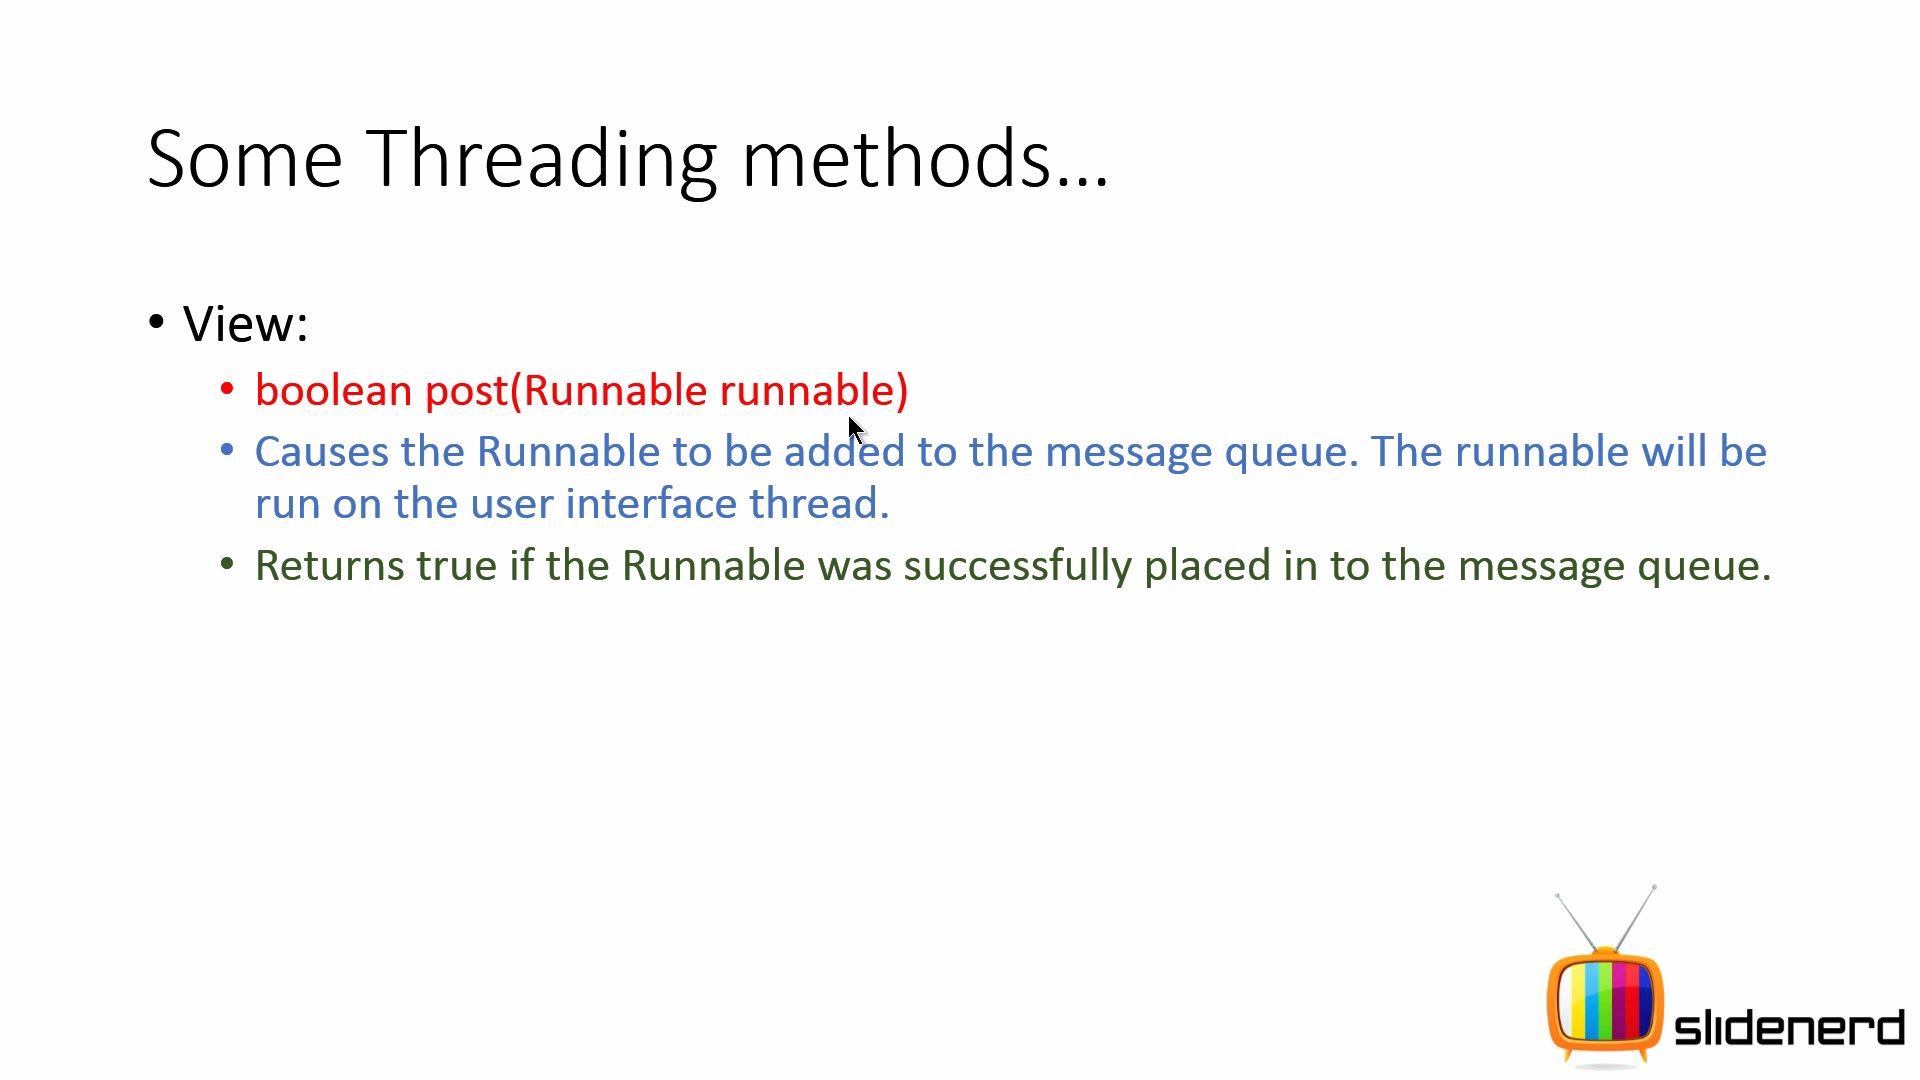 Some Threading methods...
• View:
• boolean post(Runnable runnable)
• Causes the Runnable to be added to the message queue. The runnable will be
run on the user interface thread.
• Returns true if the Runnable was successfully placed in to the message queue.
slidenerd